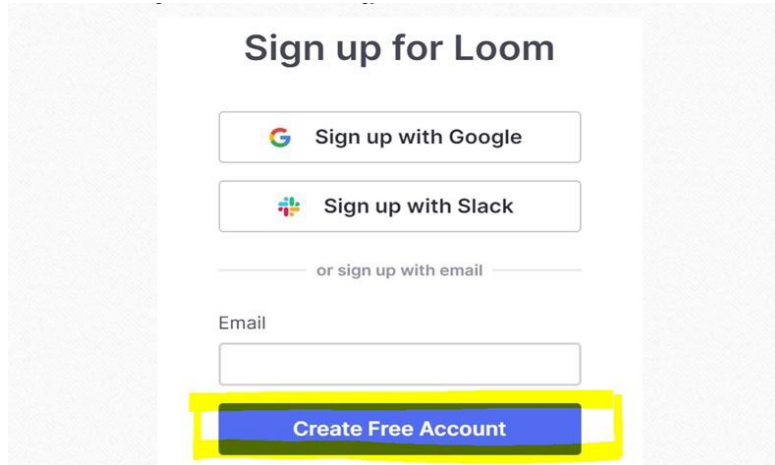 Sign up for Loom
Sign up with Google
Sign up with Slack
or sign up with email
Email
Create Free Account